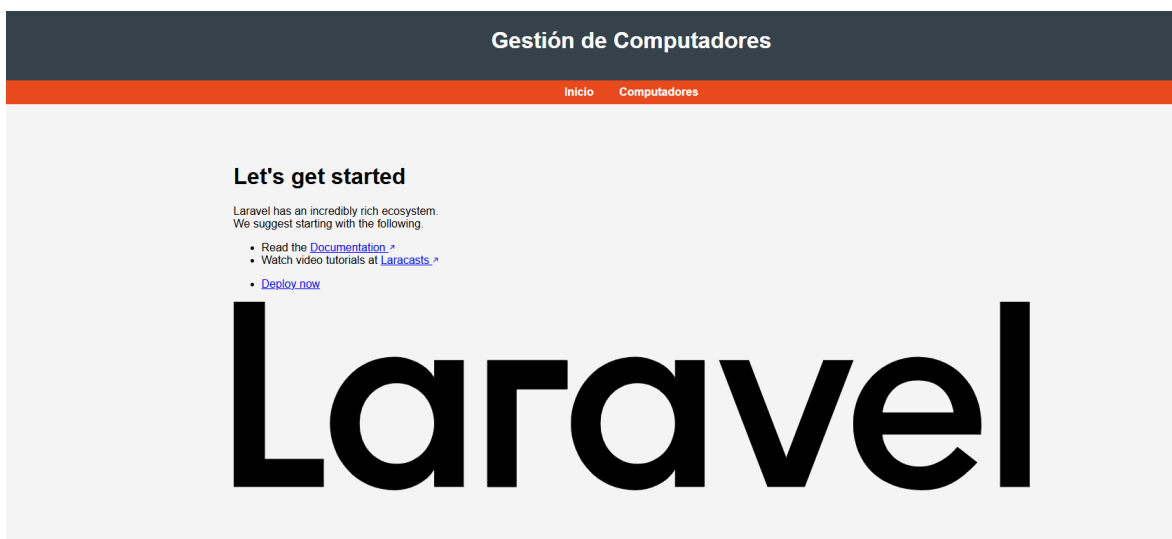 Gestión de Computadores
Inicio Computadores
Let's get started
Laravel has an incredibly rich ecosystem.
We suggest starting with the following.
Read the Documentation
Watch video tutorials at Laracasts
Deploy now
Laravel